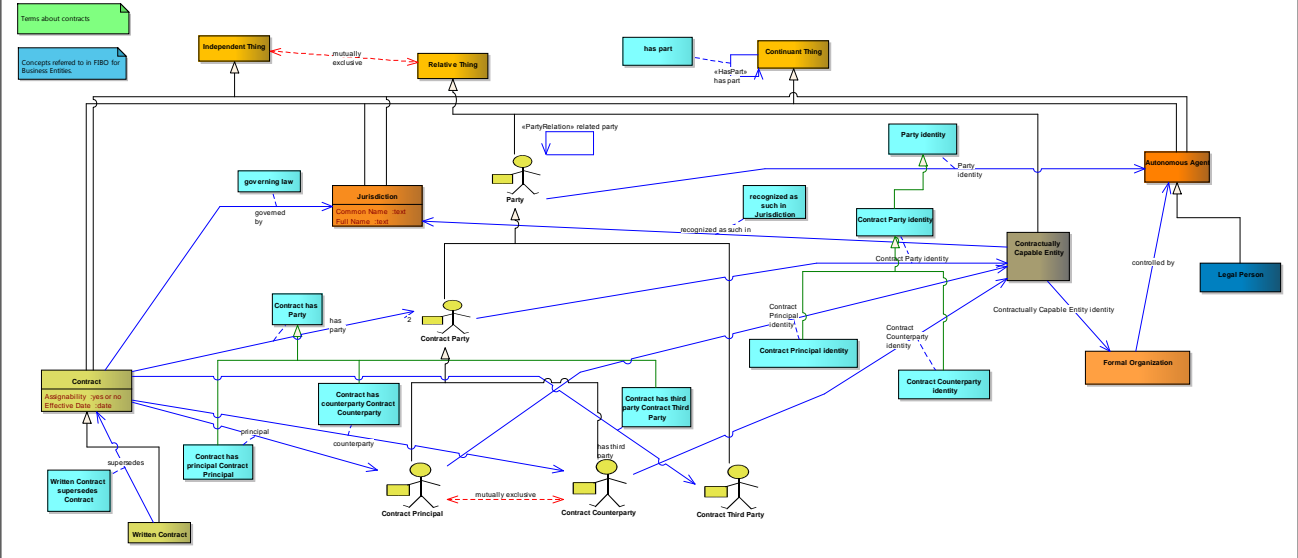 Terms about contracts
Concepts referred to in FIBO for
Business Entities.
Independent Thing
mutually
exclusive
Relative Thing
has part
Continuant Thing
«HasPart»
has part
«PartyRelation» related party
Party identity
Party
identity
Autonomous Agen
governing law
governed
by
Jurisdiction
Common Name :text
Full Name :text
Party
recognized as
such in
Jurisdiction
recognized as such in
Contract Party identity
Contract Party identity
Contractually
Capable Entity
controlled by
Legal Person
Contract has
Party
has
party
2
Contract Party
Contract
Principal
identity
Contract Principal identity
Contract
Counterparty
identity
Contract Counterparty
identity
Contractually Capable Entity identity
Formal Organization
Contract
Assignability :yes or no
Effective Date :date
Contract has
counterparty Contract
Counterparty
counterparty
Contract has third
party Contract Third
Party
has third
party
principal
Contract has
principal Contract
Principal
supersedes
Written Contract
supersedes
Contract
Written Contract
Contract Principal
mutually exclusive
Contract Counterparty
Contract Third Party